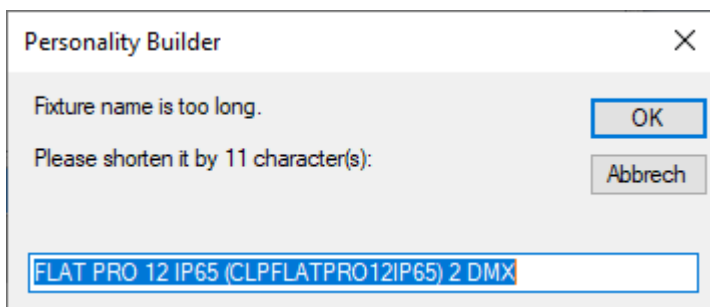 Personality Builder
Fixture name is too long.
OK
Please shorten it by 11 character(s):
Abbrech
FLAT PRO 12 IP65 (CLPFLATPRO12IP65) 2 DMX